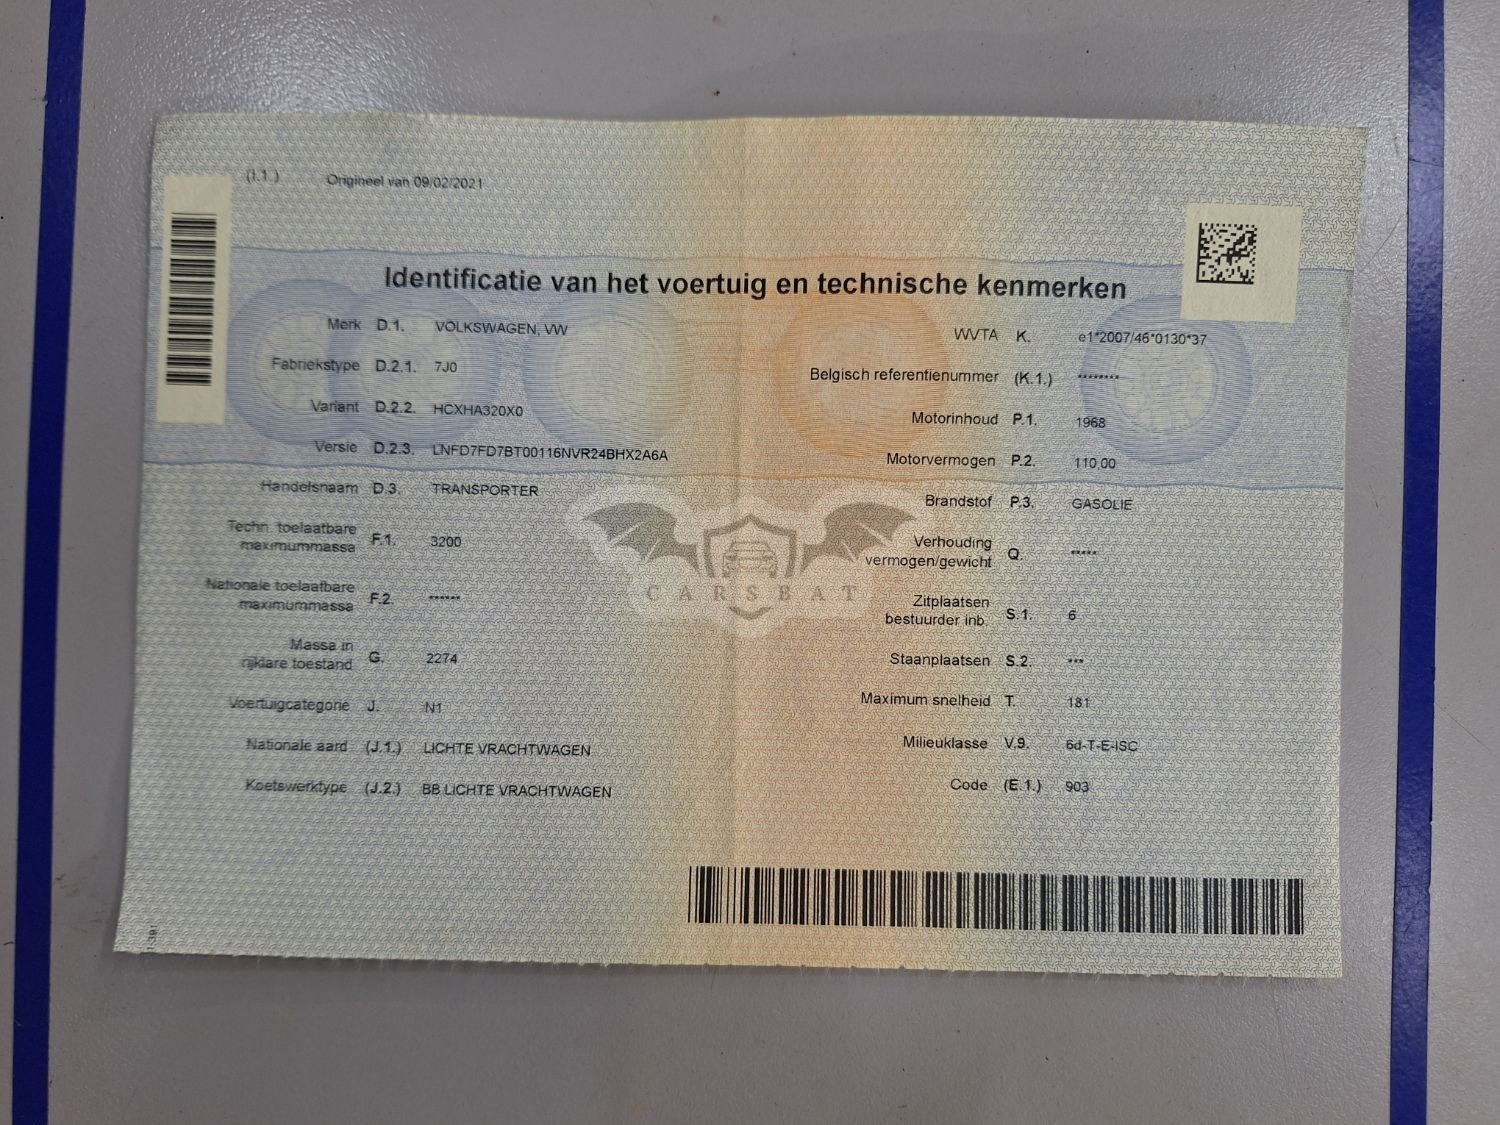 (I.1.) Origineel van 09/02/2021
Identificatie van het voertuig en technische kenmerken
Merk D.1. VOLKSWAGEN, VW
Fabriekstype D.2.1. 7J0
Variant D.2.2. HCXHA320X0
Versie D.2.3. LNFD7FD7BT00116NVR24BHX2A6A
Handelsnaam D.3. TRANSPORTER
Techn. toelaatbare
maximummassa F.1. 3200
Nationale toelaatbare
maximummassa F.2. ******
Massa in
rijklare toestand G. 2274
Voertuigcategorie J. N1
Nationale aard (J.1.) LICHTE VRACHTWAGEN
Koetswerktype (J.2.) BB LICHTE VRACHTWAGEN
WVTA K. e1*2007/46*0130*37
Belgisch referentienummer (K.1.) ********
Motorinhoud P.1. 1968
Motorvermogen P.2. 110.00
Brandstof P.3. GASOLIE
Verhouding
vermogen/gewicht Q. *****
Zitplaatsen
bestuurder inb. S.1. 6
Staanplaatsen S.2. ***
Maximum snelheid T. 181
Milieuklasse V.9. 6d-T-E-ISC
Code (E.1.) 903
CARSBAT